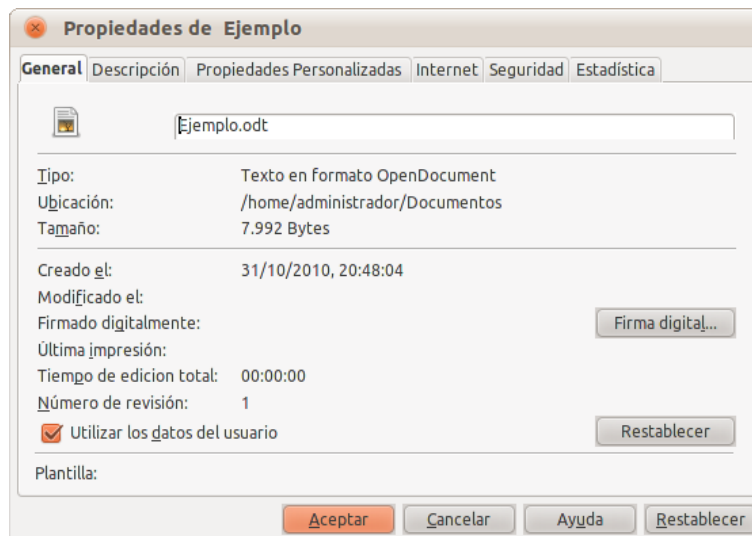 Propiedades de Ejemplo
General Descripción Propiedades Personalizadas Internet Seguridad Estadística
Ejemplo.odt
Tipo: Texto en formato OpenDocument
Ubicación: /home/administrador/Documentos
Tamaño: 7.992 Bytes
Creado el: 31/10/2010, 20:48:04
Modificado el:
Firmado digitalmente: Firma digital...
Última impresión:
Tiempo de edicion total: 00:00:00
Número de revisión: 1
Utilizar los datos del usuario Restablecer
Plantilla:
Aceptar Cancelar Ayuda Restablecer